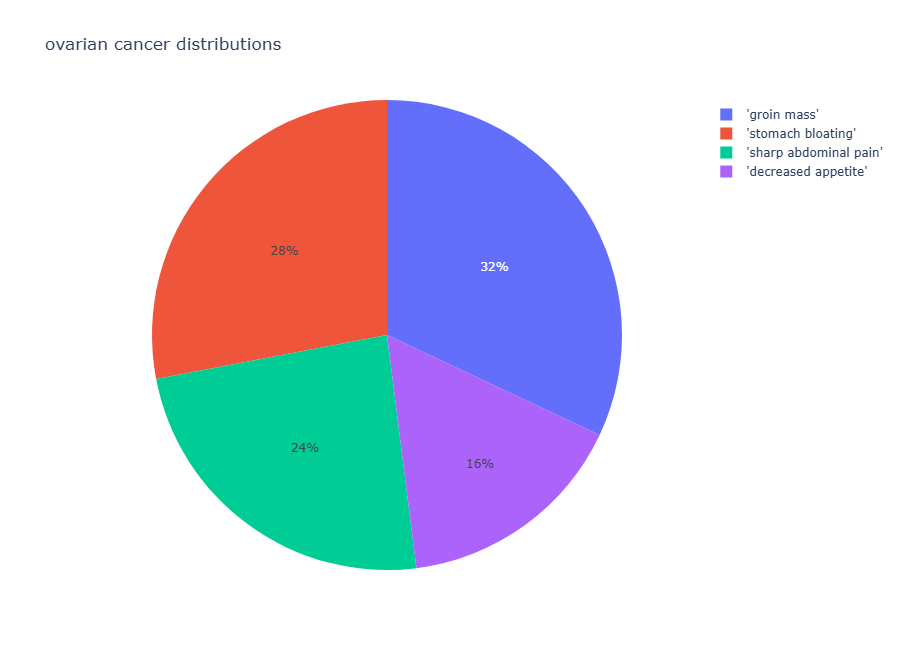 ovarian cancer distributions
'groin mass'
'stomach bloating'
'sharp abdominal pain'
'decreased appetite'
28%
32%
24%
16%